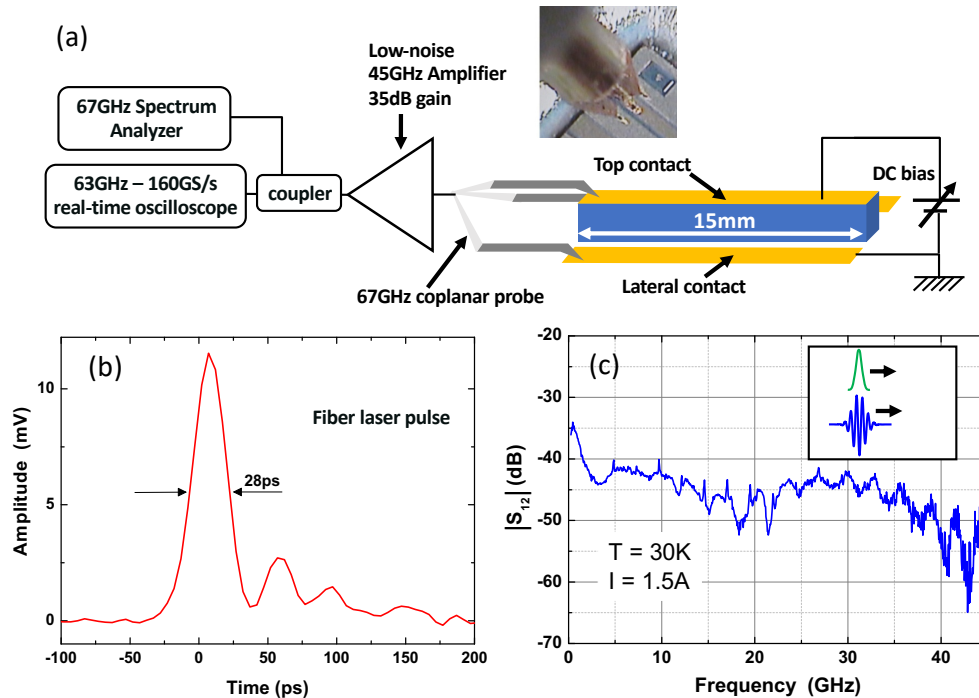 (a)
Low-noise
45GHz Amplifier
35dB gain
67GHz Spectrum
Analyzer
63GHz – 160GS/s
real-time oscilloscope
coupler
Top contact
DC bias
15mm
67GHz coplanar probe
Lateral contact
(b)
Fiber laser pulse
28ps
Amplitude (mV)
10
5
0
-100 -50 0 50 100 150 200
Time (ps)
(c)
|S12| (dB)
-20
-30
-40
-50
-60
-70
T = 30K
I = 1.5A
0 10 20 30 40
Frequency (GHz)